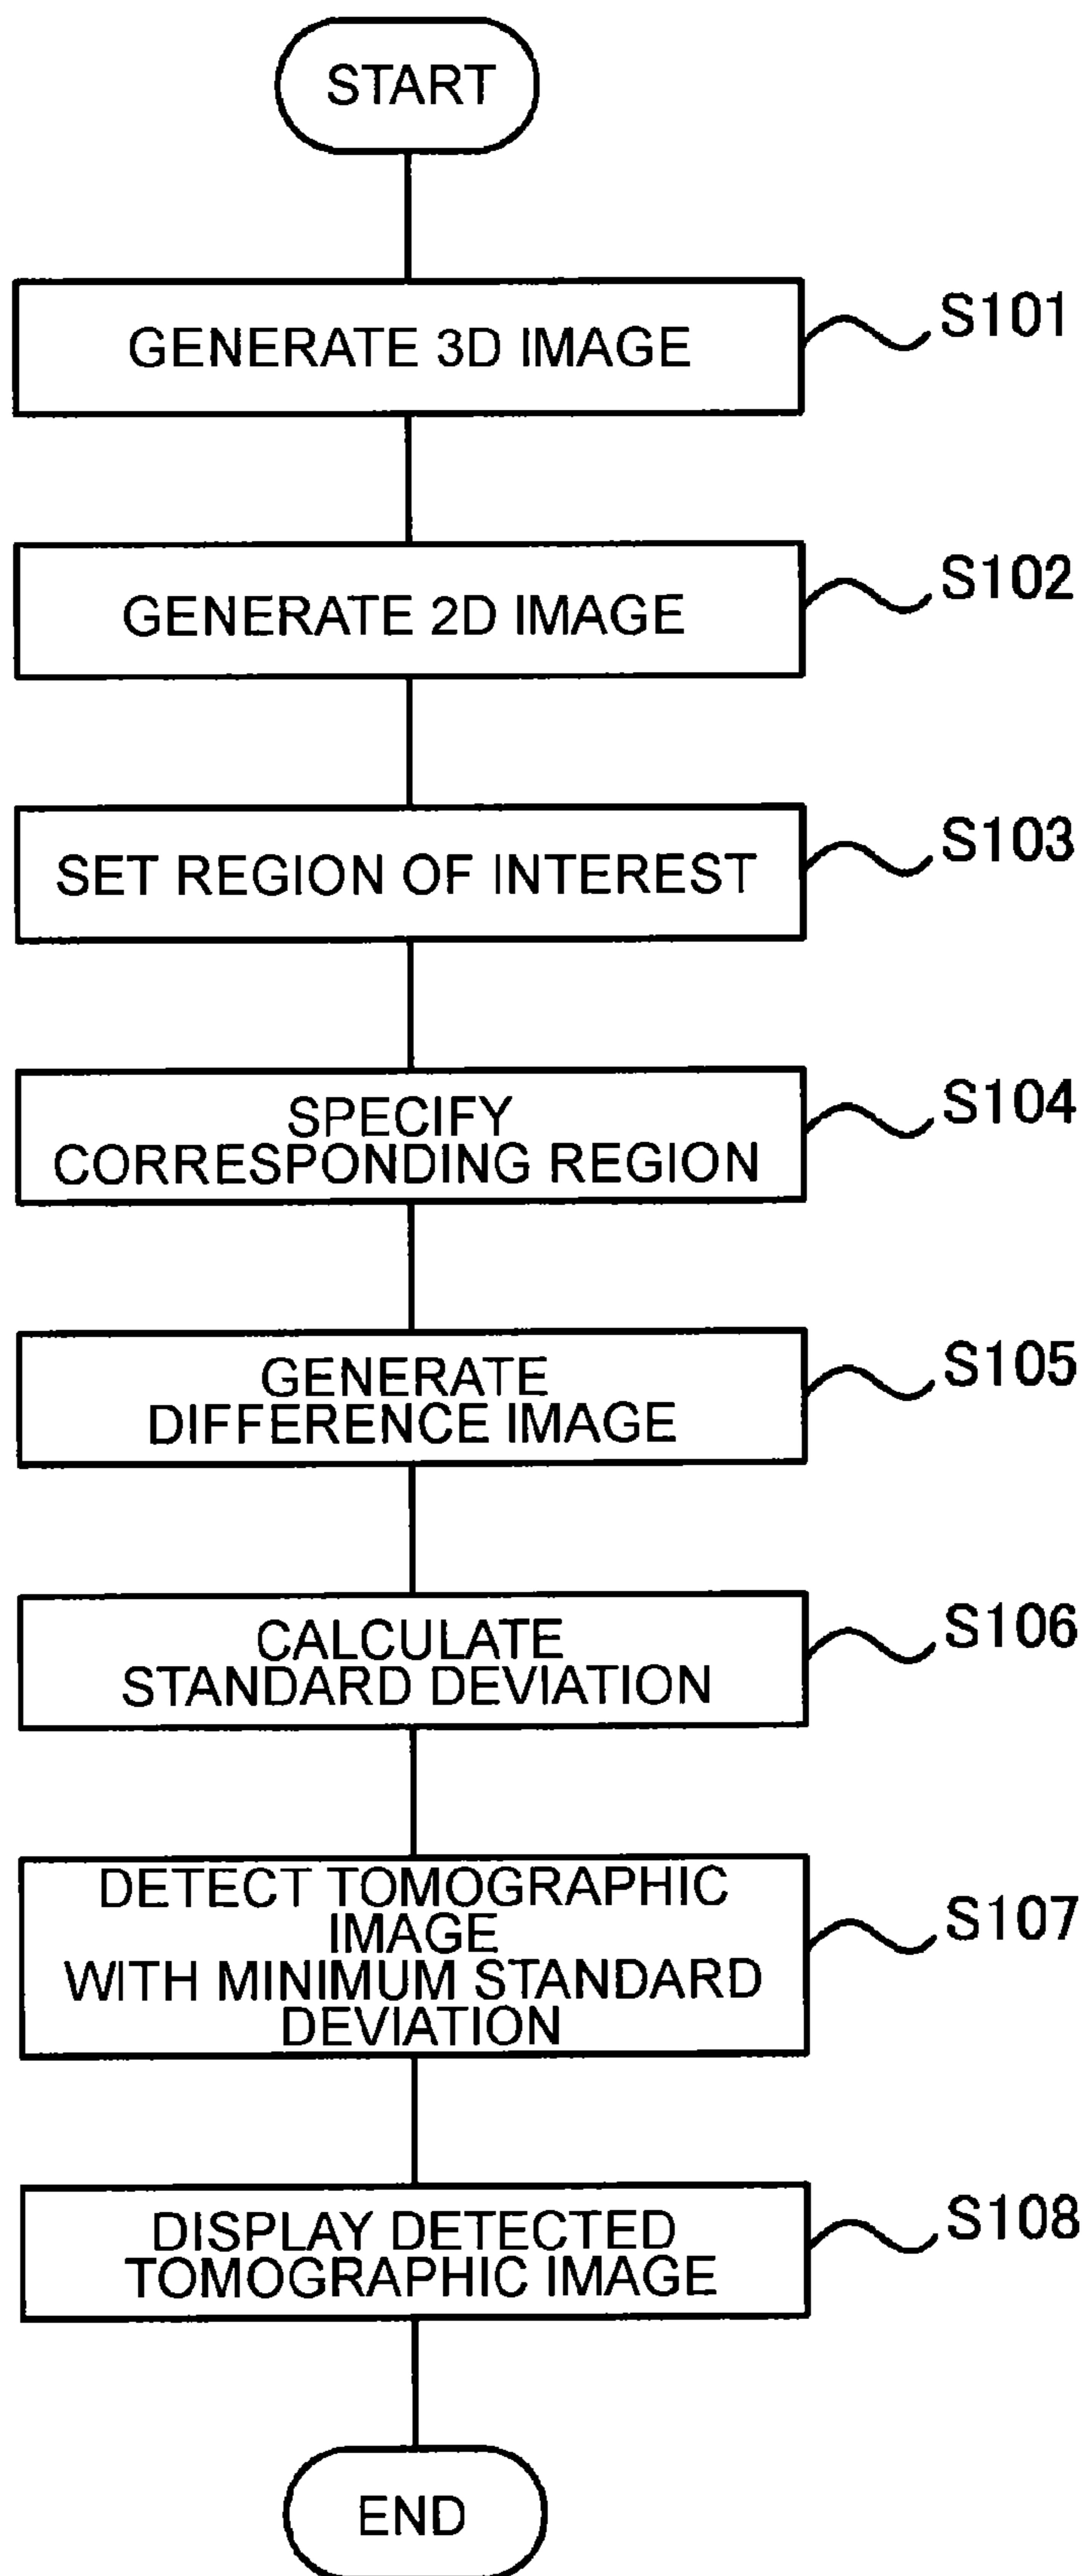 START
GENERATE 3D IMAGE
S101
GENERATE 2D IMAGE
S102
SET REGION OF INTEREST
S103
SPECIFY
CORRESPONDING REGION
S104
GENERATE
DIFFERENCE IMAGE
S105
CALCULATE
STANDARD DEVIATION
S106
DETECT TOMOGRAPHIC
IMAGE
WITH MINIMUM STANDARD
DEVIATION
S107
DISPLAY DETECTED
TOMOGRAPHIC IMAGE
S108
END